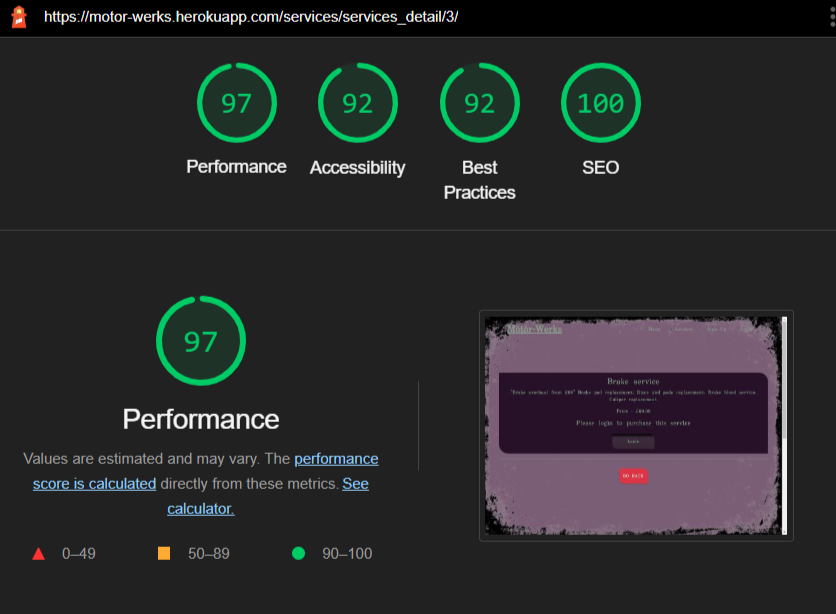 https://motor-werks.herokuapp.com/services/services_detail/3/
97
92
92
100
Performance
Accessibility
Best
Practices
SEO
97
Performance
Values are estimated and may vary. The performance
score is calculated directly from these metrics. See
calculator.
0–49
50–89
90–100
Motor-Werks
Brake service
Please login to purchase this service
GO BACK